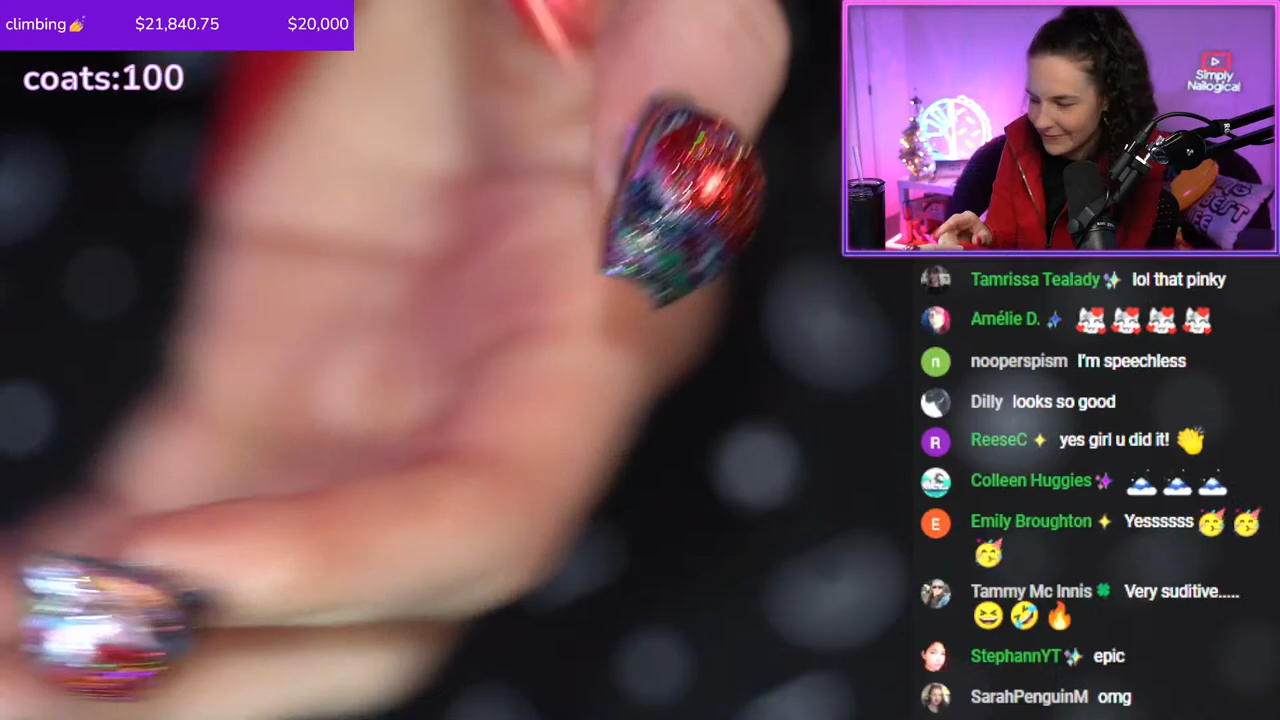 climbing💅 $21,840.75 $20,000
coats:100
Simply
Nailogical
Tamrissa Tealady lol that pinky
Amélie D.
n nooperspism I'm speechless
Dilly looks so good
R ReeseC yes girl u did it! 👏
Colleen Huggies 🗻🗻🗻
E Emily Broughton Yessssss 🥳🥳
🥳
Tammy Mc Innis 🍀 Very suditive.....
😆🤣🔥
StephannYT epic
SarahPenguinM omg